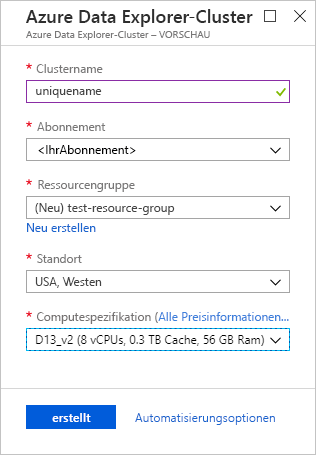 Azure Data Explorer-Cluster
Azure Data Explorer-Cluster – VORSCHAU
* Clustername
uniquename
* Abonnement
<IhrAbonnement>
* Ressourcengruppe
(Neu) test-resource-group
Neu erstellen
* Standort
USA, Westen
* Computespezifikation (Alle Preisinformationen...
D13_v2 (8 vCPUs, 0.3 TB Cache, 56 GB Ram)
erstellt Automatisierungsoptionen